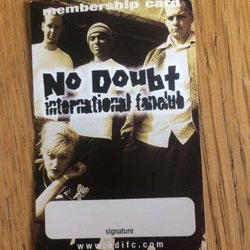 membership card
No Doubt
international fanclub
signature
www.ndifc.com